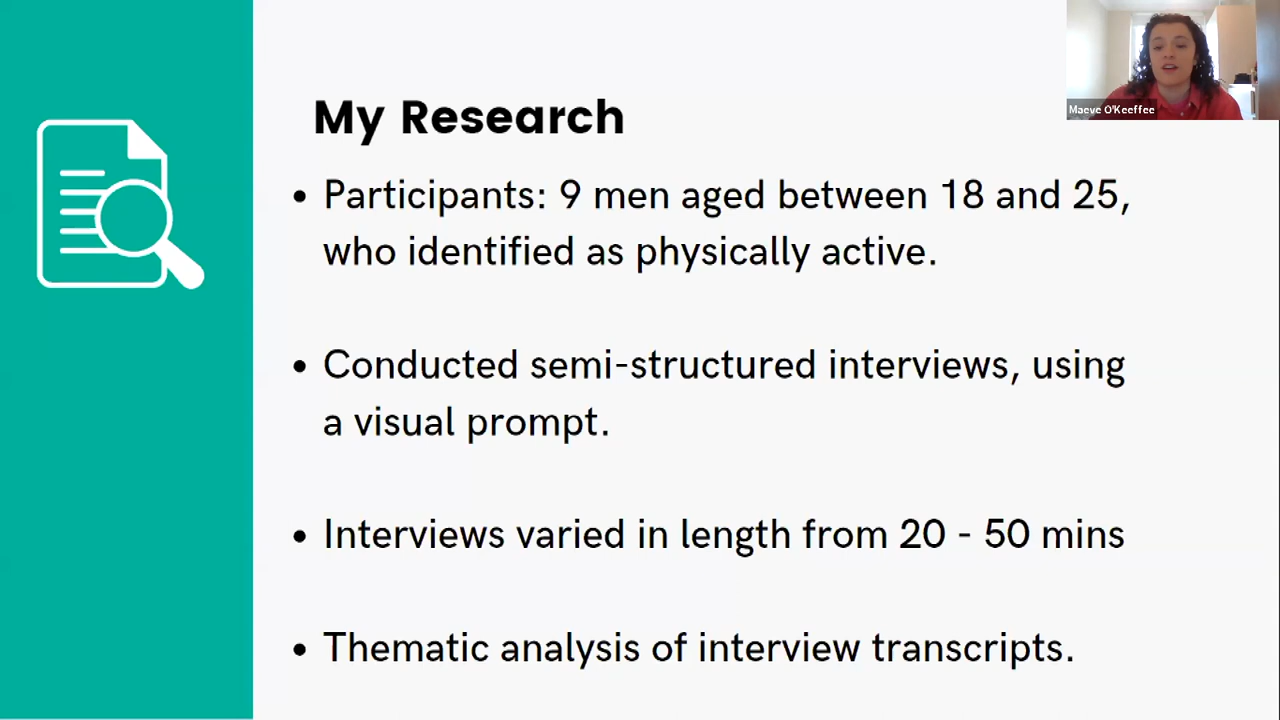 My Research
Maeve O'Keeffee
• Participants: 9 men aged between 18 and 25,
who identified as physically active.
• Conducted semi-structured interviews, using
a visual prompt.
• Interviews varied in length from 20 - 50 mins
• Thematic analysis of interview transcripts.